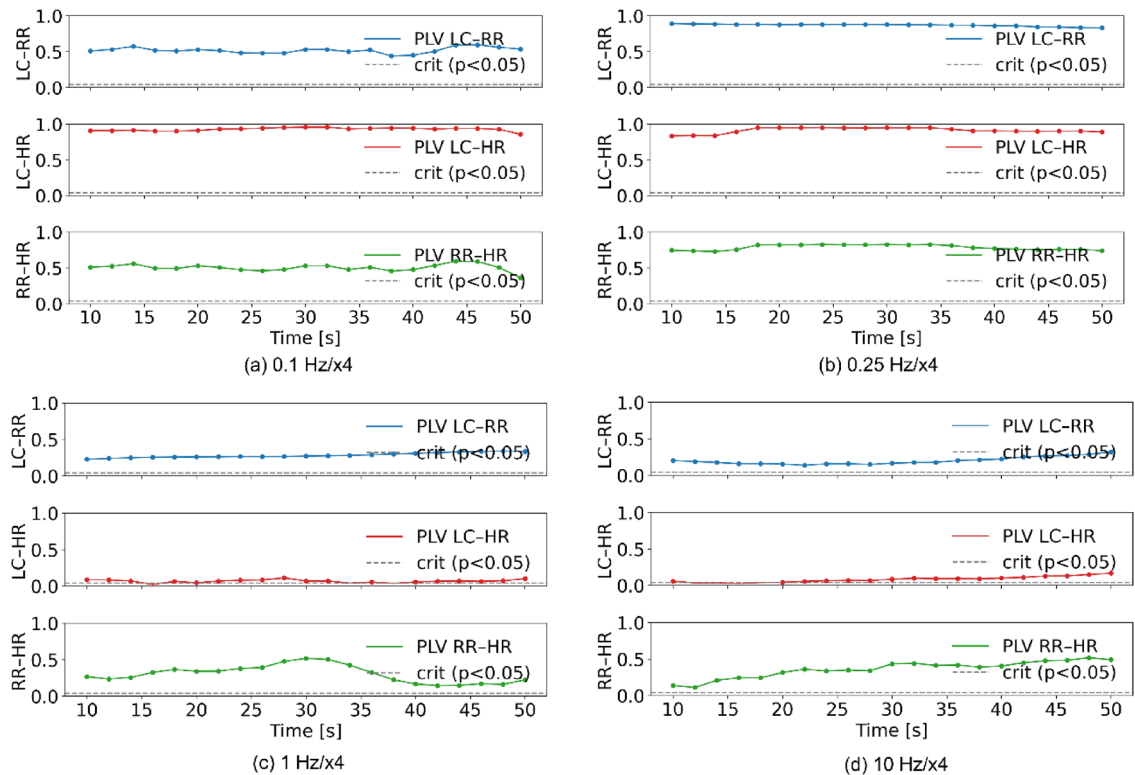 1.0
LC–RR
0.5
0.0
PLV LC–RR
crit (p<0.05)
1.0
LC–HR
0.5
0.0
PLV LC–HR
crit (p<0.05)
1.0
RR–HR
0.5
0.0
PLV RR–HR
crit (p<0.05)
10 15 20 25 30 35 40 45 50
Time [s]
(a) 0.1 Hz/x4
1.0
LC–RR
0.5
0.0
PLV LC–RR
crit (p<0.05)
1.0
LC–HR
0.5
0.0
PLV LC–HR
crit (p<0.05)
1.0
RR–HR
0.5
0.0
PLV RR–HR
crit (p<0.05)
10 15 20 25 30 35 40 45 50
Time [s]
(b) 0.25 Hz/x4
1.0
LC–RR
0.5
0.0
PLV LC–RR
crit (p<0.05)
1.0
LC–HR
0.5
0.0
PLV LC–HR
crit (p<0.05)
1.0
RR–HR
0.5
0.0
PLV RR–HR
crit (p<0.05)
10 15 20 25 30 35 40 45 50
Time [s]
(c) 1 Hz/x4
1.0
LC–RR
0.5
0.0
PLV LC–RR
crit (p<0.05)
1.0
LC–HR
0.5
0.0
PLV LC–HR
crit (p<0.05)
1.0
RR–HR
0.5
0.0
PLV RR–HR
crit (p<0.05)
10 15 20 25 30 35 40 45 50
Time [s]
(d) 10 Hz/x4